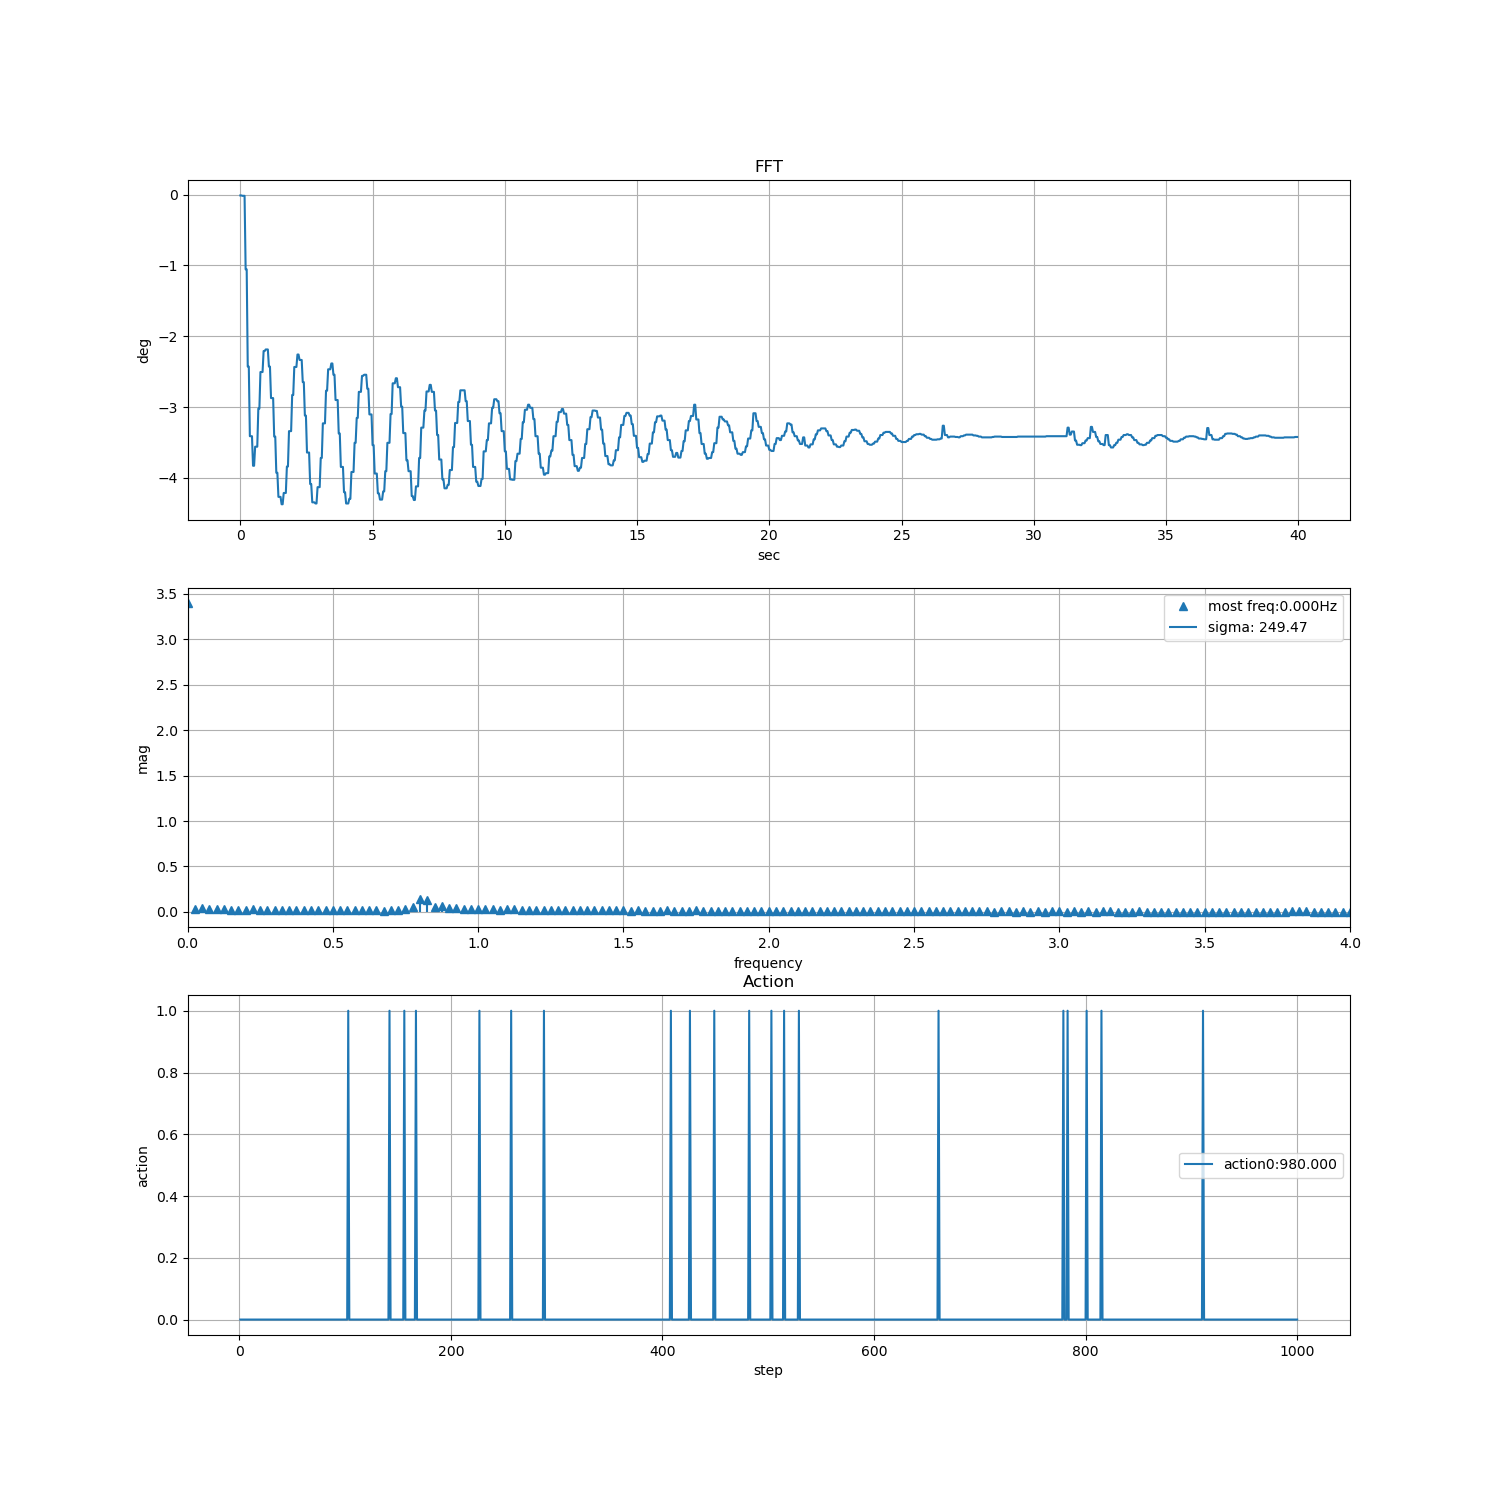 FFT
0
−1
−2
−3
−4
deg
0 5 10 15 20 25 30 35 40
sec
3.5
3.0
2.5
2.0
1.5
1.0
0.5
0.0
mag
most freq:0.000Hz
sigma: 249.47
0.0 0.5 1.0 1.5 2.0 2.5 3.0 3.5 4.0
frequency
Action
1.0
0.8
0.6
0.4
0.2
0.0
action
action0:980.000
0 200 400 600 800 1000
step